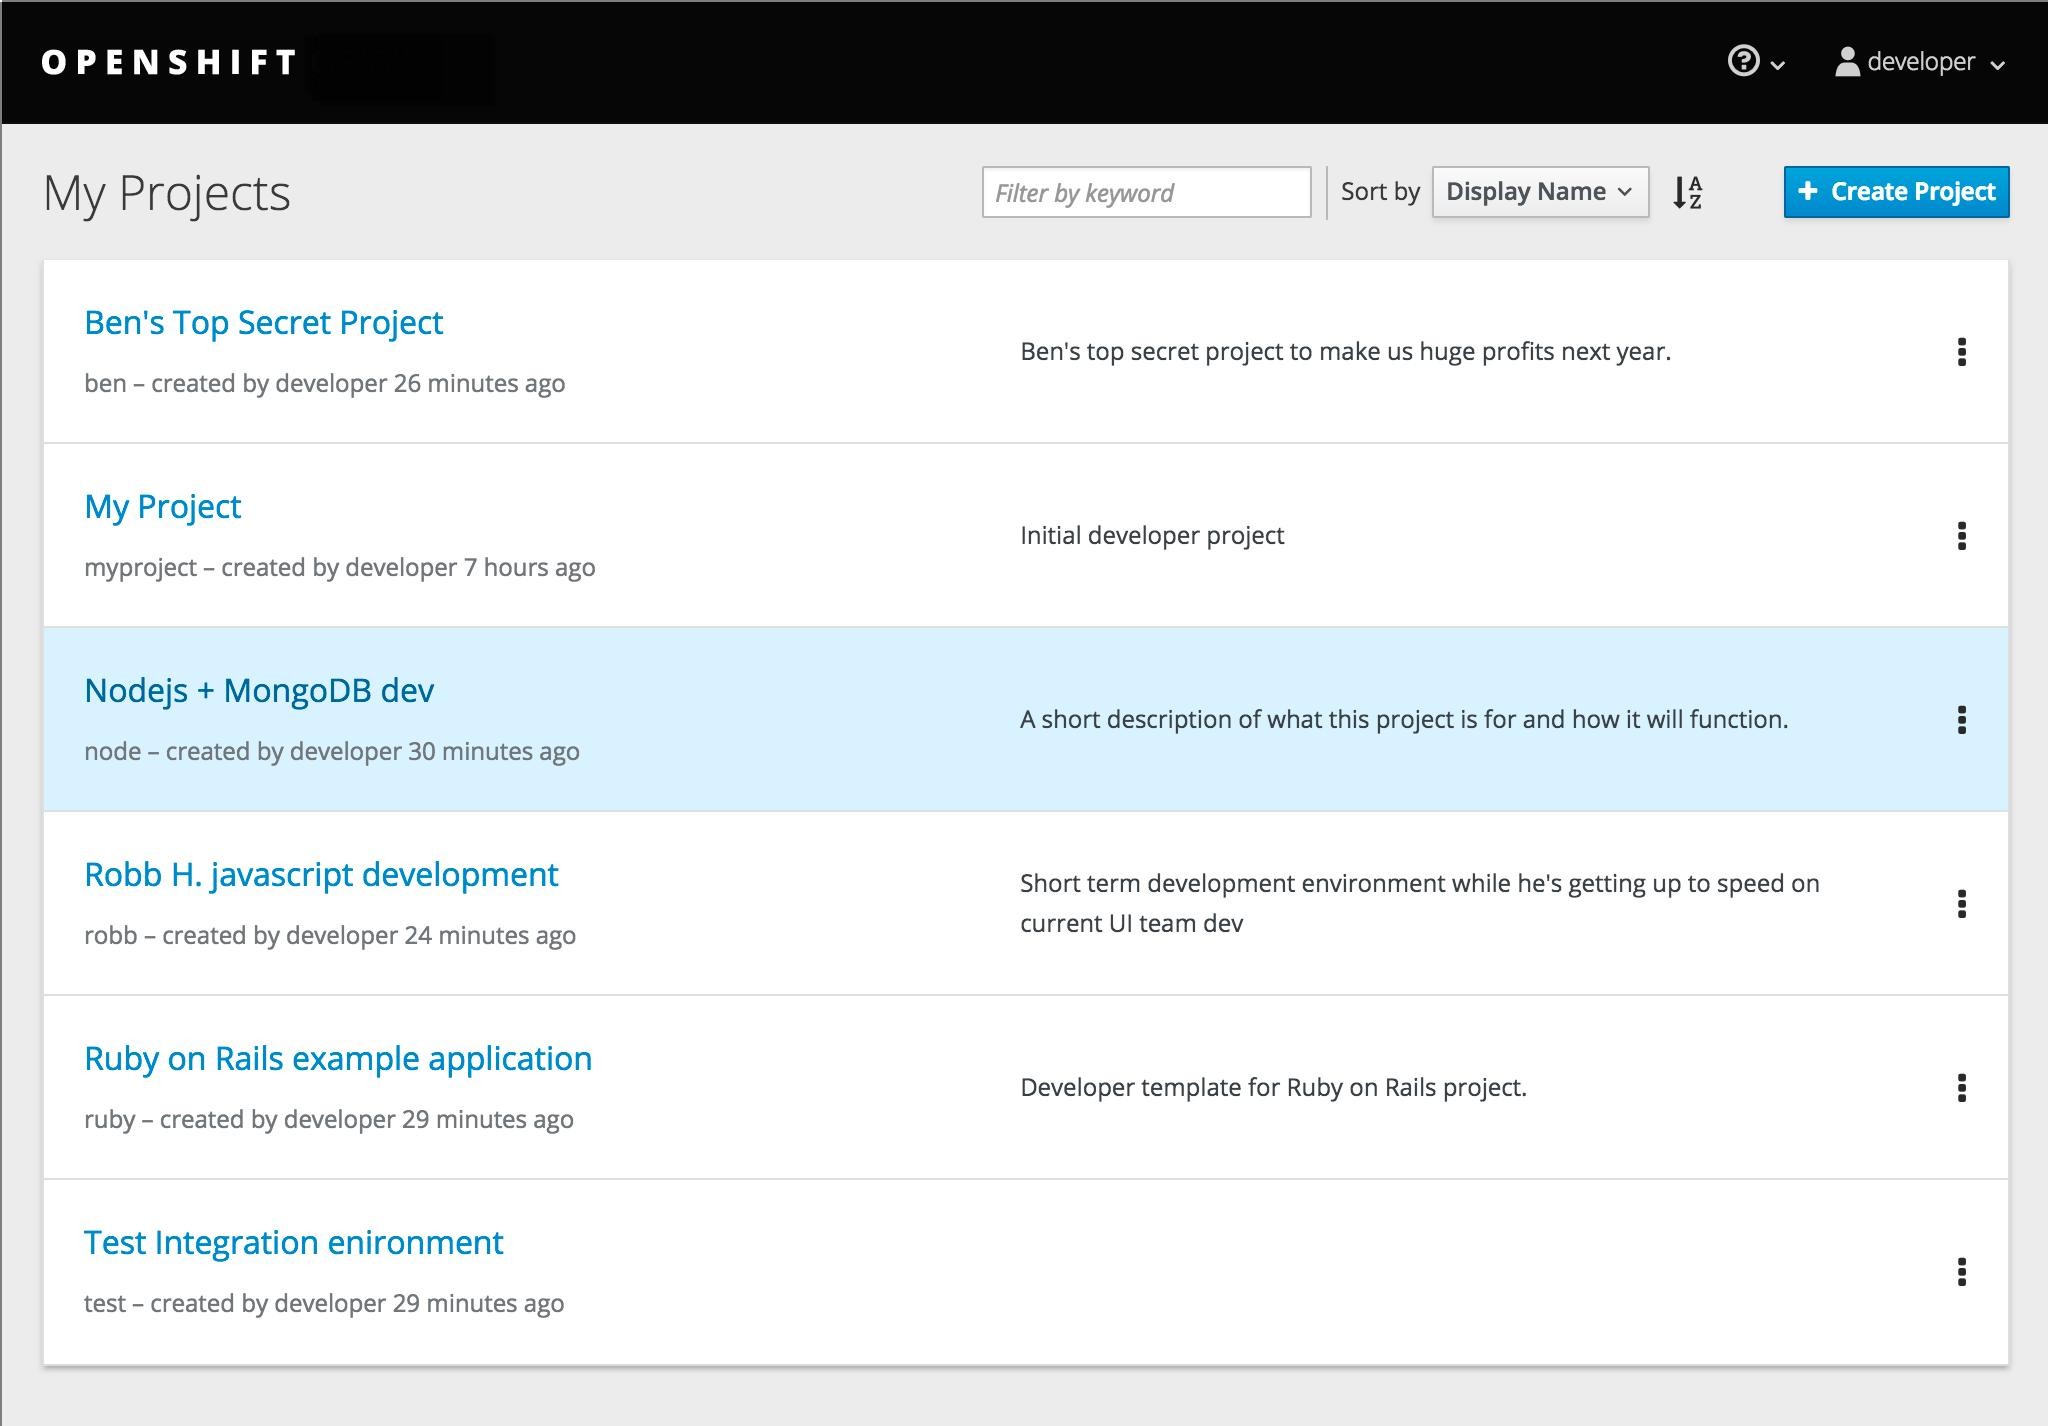 OPENSHIFT
developer
My Projects
Filter by keyword
Sort by
Display Name
A
Z
+ Create Project
Ben's Top Secret Project
ben – created by developer 26 minutes ago
Ben's top secret project to make us huge profits next year.
My Project
myproject – created by developer 7 hours ago
Initial developer project
Nodejs + MongoDB dev
node – created by developer 30 minutes ago
A short description of what this project is for and how it will function.
Robb H. javascript development
robb – created by developer 24 minutes ago
Short term development environment while he's getting up to speed on
current UI team dev
Ruby on Rails example application
ruby – created by developer 29 minutes ago
Developer template for Ruby on Rails project.
Test Integration enironment
test – created by developer 29 minutes ago